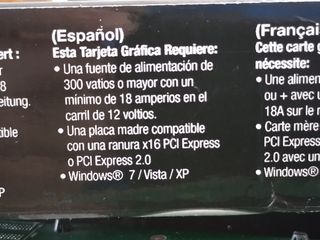 (Español)
Esta Tarjeta Gráfica Requiere:
• Una fuente de alimentación de
300 vatios o mayor con un
mínimo de 18 amperios en el
carril de 12 voltios.
• Una placa madre compatible
con una ranura x16 PCI Express
o PCI Express 2.0
• Windows® 7 / Vista / XP
(Françai
Cette carte g
nécessite:
• Une alimen
ou + avec u
18A sur le r
• Carte mère
PCI Express
2.0 avec un
• Windows®